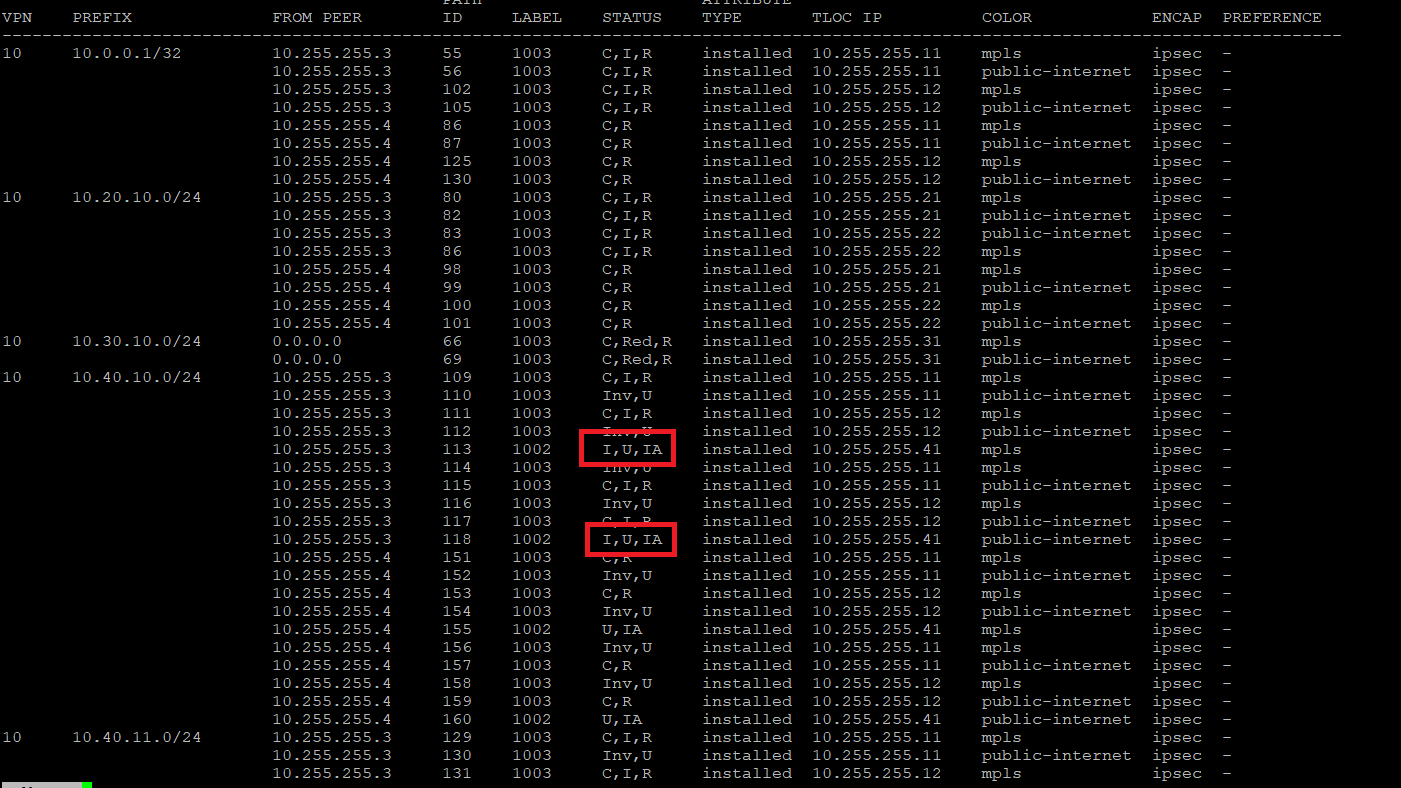 PATH ATTRIBUTE
VPN PREFIX FROM PEER ID LABEL STATUS TYPE TLOC IP COLOR ENCAP PREFERENCE
--------------------------------------------------------------------------------------------------------------------------------------
10 10.0.0.1/32 10.255.255.3 55 1003 C,I,R installed 10.255.255.11 mpls ipsec -
10.255.255.3 56 1003 C,I,R installed 10.255.255.11 public-internet ipsec -
10.255.255.3 102 1003 C,I,R installed 10.255.255.12 mpls ipsec -
10.255.255.3 105 1003 C,I,R installed 10.255.255.12 public-internet ipsec -
10.255.255.4 86 1003 C,R installed 10.255.255.11 mpls ipsec -
10.255.255.4 87 1003 C,R installed 10.255.255.11 public-internet ipsec -
10.255.255.4 125 1003 C,R installed 10.255.255.12 mpls ipsec -
10.255.255.4 130 1003 C,R installed 10.255.255.12 public-internet ipsec -
10 10.20.10.0/24 10.255.255.3 80 1003 C,I,R installed 10.255.255.21 mpls ipsec -
10.255.255.3 82 1003 C,I,R installed 10.255.255.21 public-internet ipsec -
10.255.255.3 83 1003 C,I,R installed 10.255.255.22 public-internet ipsec -
10.255.255.3 86 1003 C,I,R installed 10.255.255.22 mpls ipsec -
10.255.255.4 98 1003 C,R installed 10.255.255.21 mpls ipsec -
10.255.255.4 99 1003 C,R installed 10.255.255.21 public-internet ipsec -
10.255.255.4 100 1003 C,R installed 10.255.255.22 mpls ipsec -
10.255.255.4 101 1003 C,R installed 10.255.255.22 public-internet ipsec -
10 10.30.10.0/24 0.0.0.0 66 1003 C,Red,R installed 10.255.255.31 mpls ipsec -
0.0.0.0 69 1003 C,Red,R installed 10.255.255.31 public-internet ipsec -
10 10.40.10.0/24 10.255.255.3 109 1003 C,I,R installed 10.255.255.11 mpls ipsec -
10.255.255.3 110 1003 Inv,U installed 10.255.255.11 public-internet ipsec -
10.255.255.3 111 1003 C,I,R installed 10.255.255.12 mpls ipsec -
10.255.255.3 112 1003 Inv,U installed 10.255.255.12 public-internet ipsec -
10.255.255.3 113 1002 I,U,IA installed 10.255.255.41 mpls ipsec -
10.255.255.3 114 1003 Inv,U installed 10.255.255.11 mpls ipsec -
10.255.255.3 115 1003 C,I,R installed 10.255.255.11 public-internet ipsec -
10.255.255.3 116 1003 Inv,U installed 10.255.255.12 mpls ipsec -
10.255.255.3 117 1003 C,I,R installed 10.255.255.12 public-internet ipsec -
10.255.255.3 118 1002 I,U,IA installed 10.255.255.41 public-internet ipsec -
10.255.255.4 151 1003 C,R installed 10.255.255.11 mpls ipsec -
10.255.255.4 152 1003 Inv,U installed 10.255.255.11 public-internet ipsec -
10.255.255.4 153 1003 C,R installed 10.255.255.12 mpls ipsec -
10.255.255.4 154 1003 Inv,U installed 10.255.255.12 public-internet ipsec -
10.255.255.4 155 1002 U,IA installed 10.255.255.41 mpls ipsec -
10.255.255.4 156 1003 Inv,U installed 10.255.255.11 mpls ipsec -
10.255.255.4 157 1003 C,R installed 10.255.255.11 public-internet ipsec -
10.255.255.4 158 1003 Inv,U installed 10.255.255.12 mpls ipsec -
10.255.255.4 159 1003 C,R installed 10.255.255.12 public-internet ipsec -
10.255.255.4 160 1002 U,IA installed 10.255.255.41 public-internet ipsec -
10 10.40.11.0/24 10.255.255.3 129 1003 C,I,R installed 10.255.255.11 mpls ipsec -
10.255.255.3 130 1003 Inv,U installed 10.255.255.11 public-internet ipsec -
10.255.255.3 131 1003 C,I,R installed 10.255.255.12 mpls ipsec -